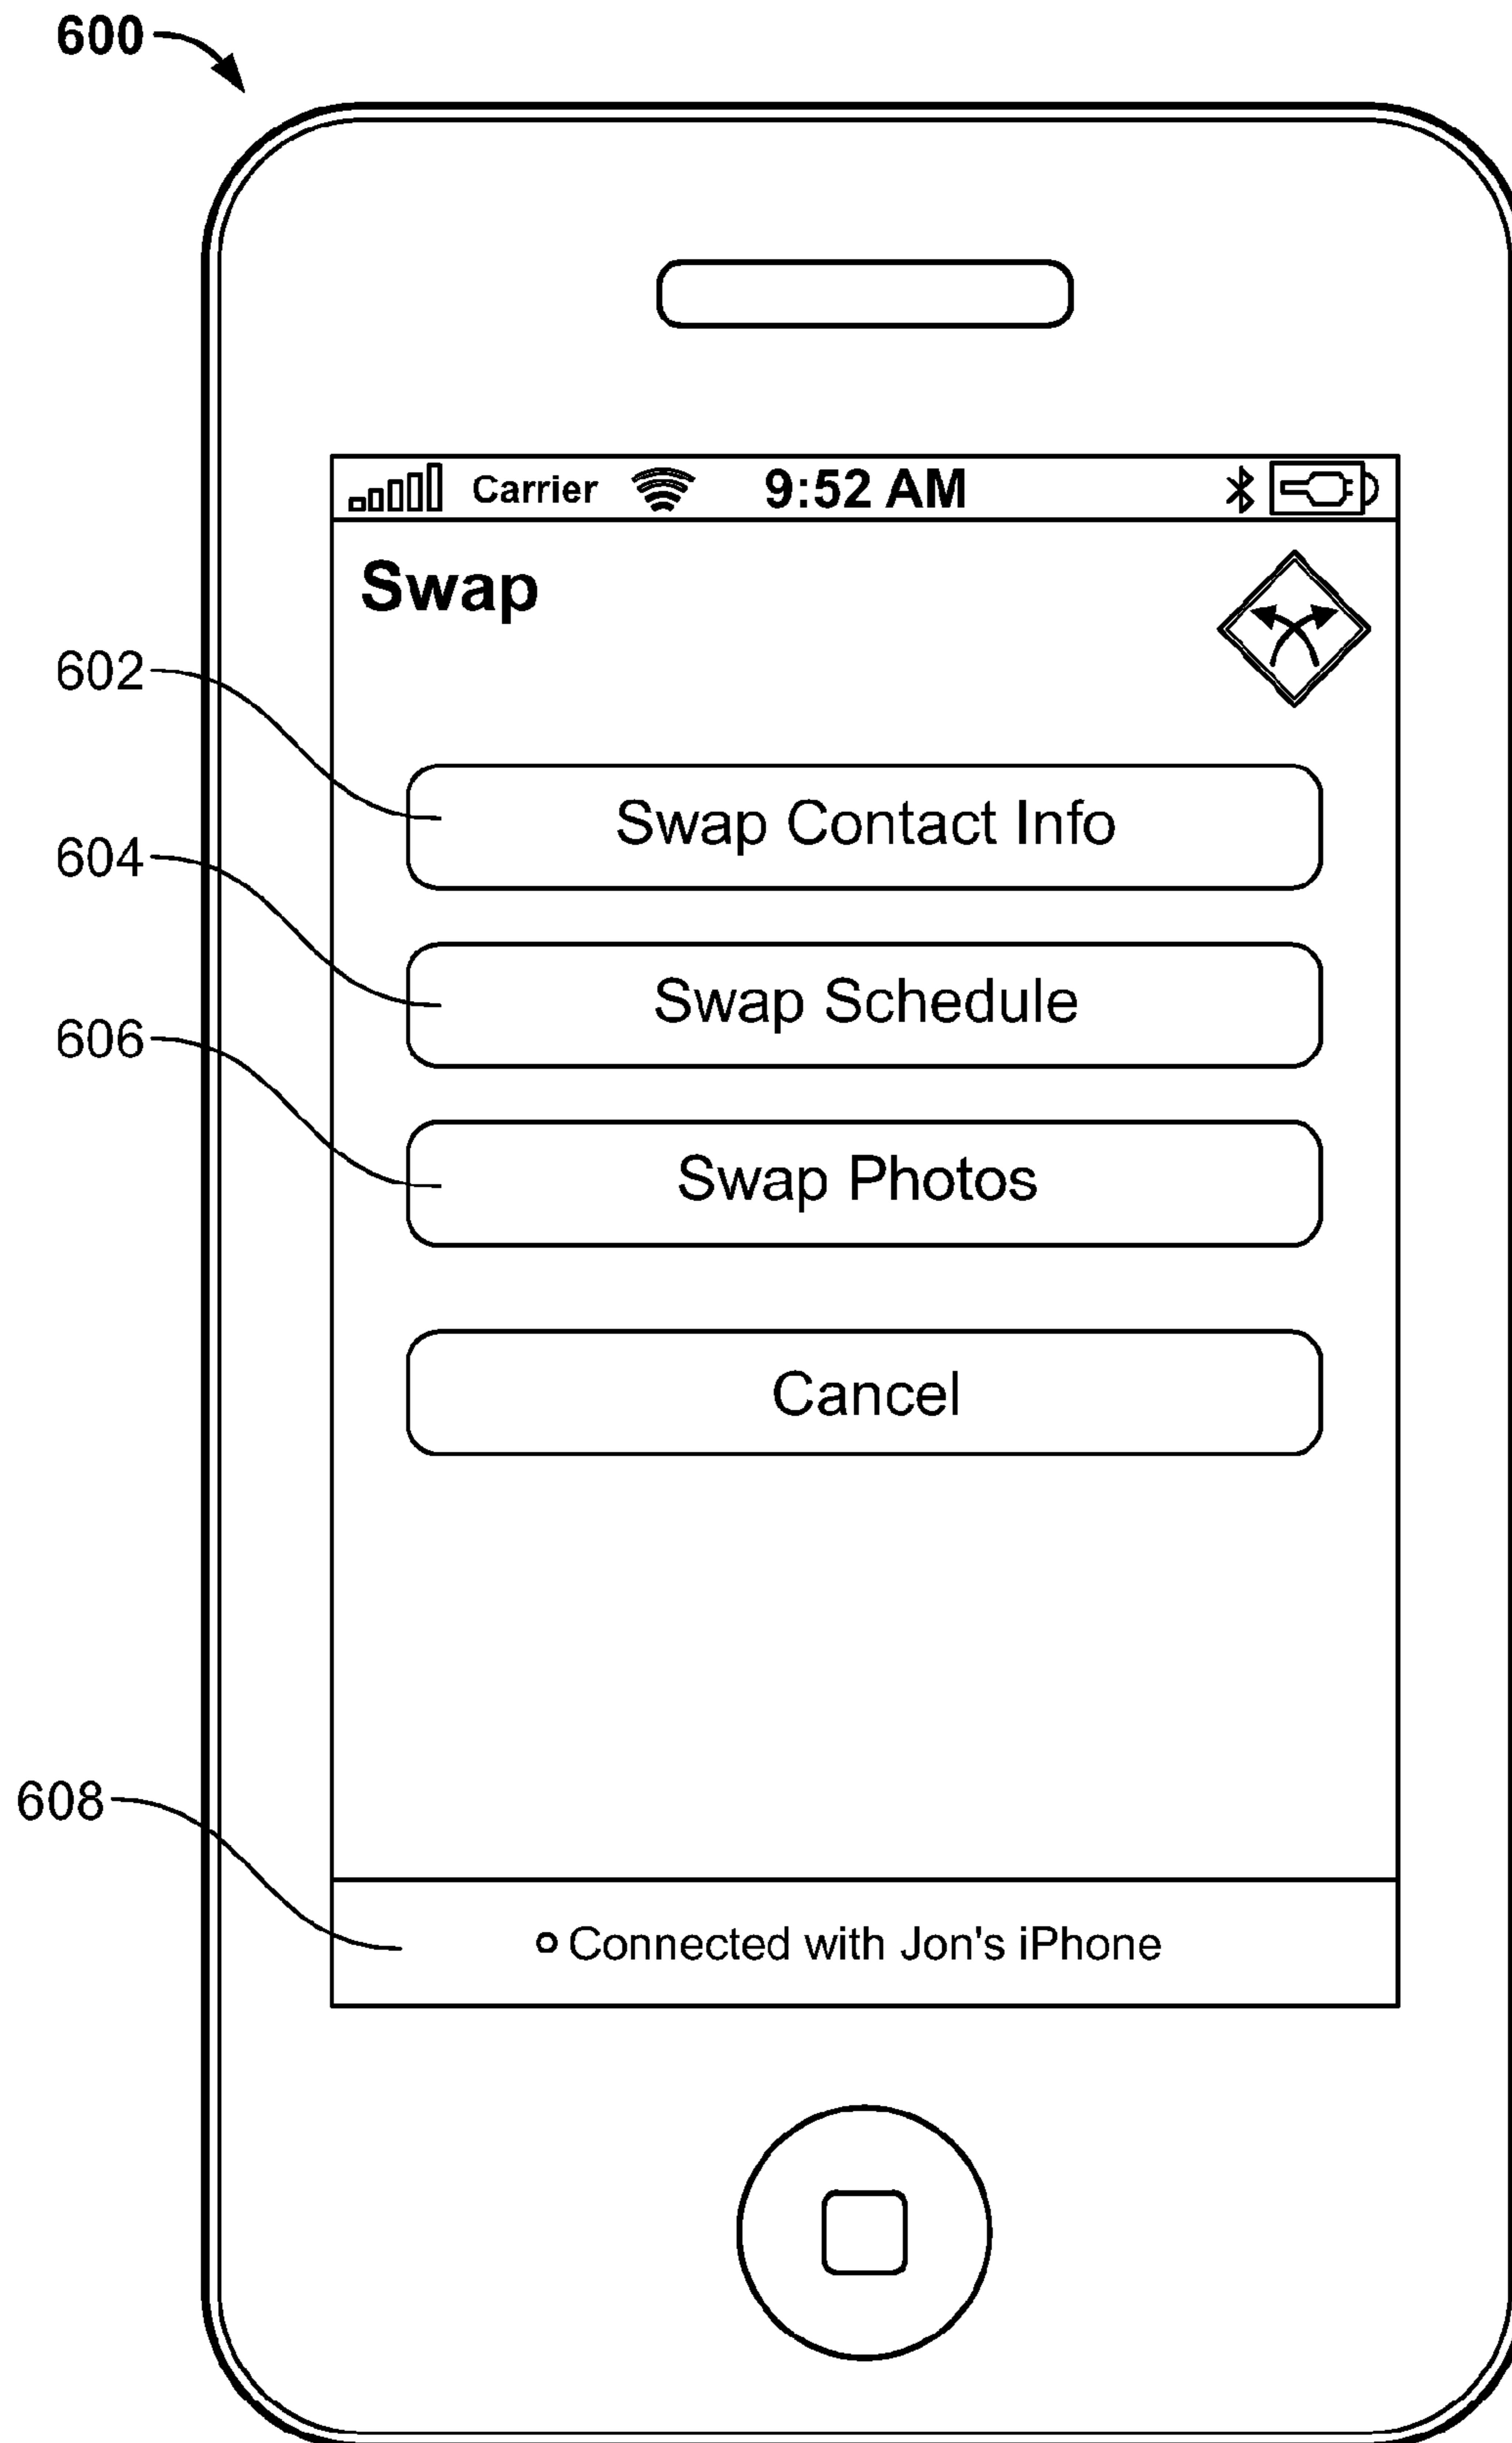 600
Carrier 9:52 AM
Swap
602
Swap Contact Info
604
Swap Schedule
606
Swap Photos
Cancel
608
Connected with Jon's iPhone